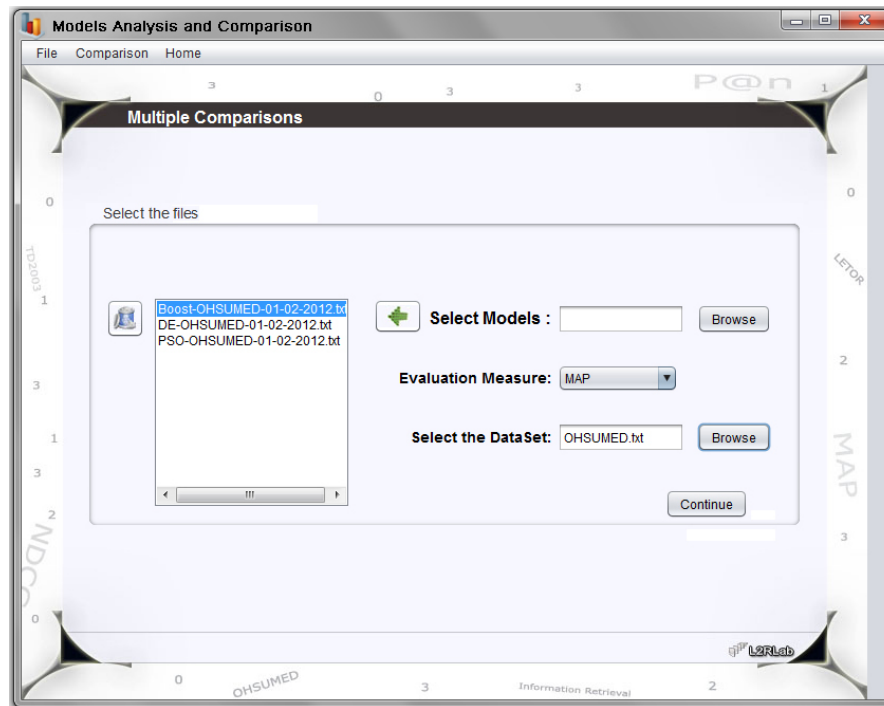 Models Analysis and Comparison
File Comparison Home
3 0 3 3 P@n 1
Multiple Comparisons
0 0
Select the files
TD2003 LETOR
1
Boost-OHSUMED-01-02-2012.txt
DE-OHSUMED-01-02-2012.txt
PSO-OHSUMED-01-02-2012.txt
Select Models : Browse
2
Evaluation Measure: MAP
3
Select the DataSet: OHSUMED.txt Browse
1 MAP
3
Continue
2
NDCG 3
0
L2RLab
0 OHSUMED 3 Information Retrieval 2